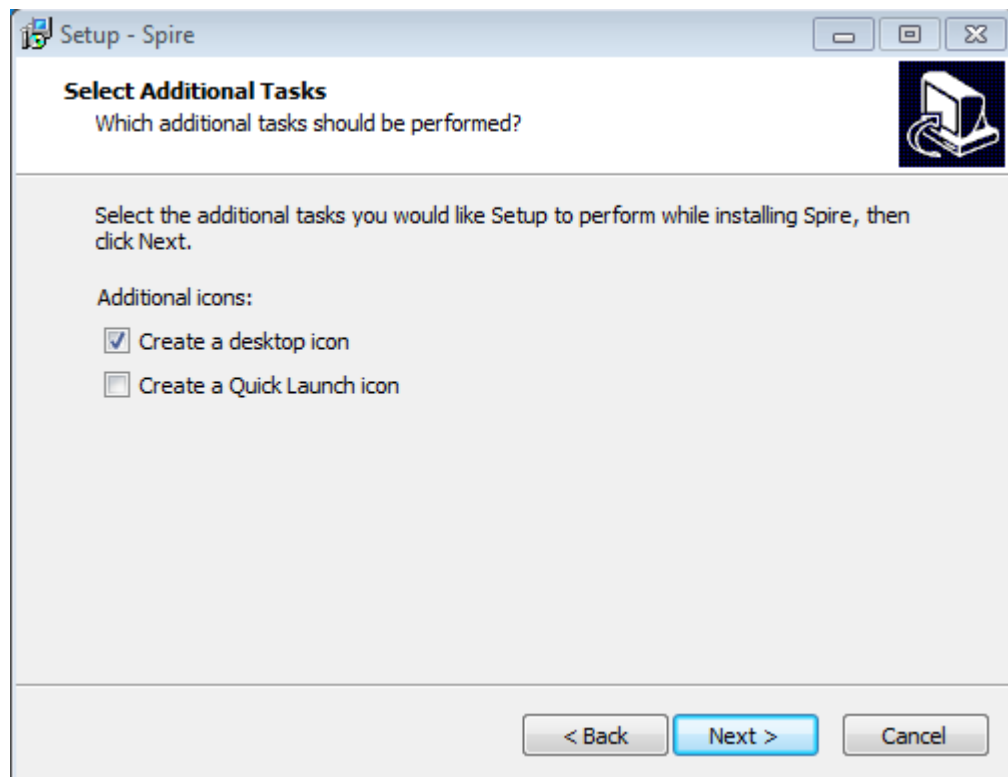 Setup - Spire
Select Additional Tasks
Which additional tasks should be performed?
Select the additional tasks you would like Setup to perform while installing Spire, then
click Next.
Additional icons:
Create a desktop icon
Create a Quick Launch icon
< Back Next > Cancel